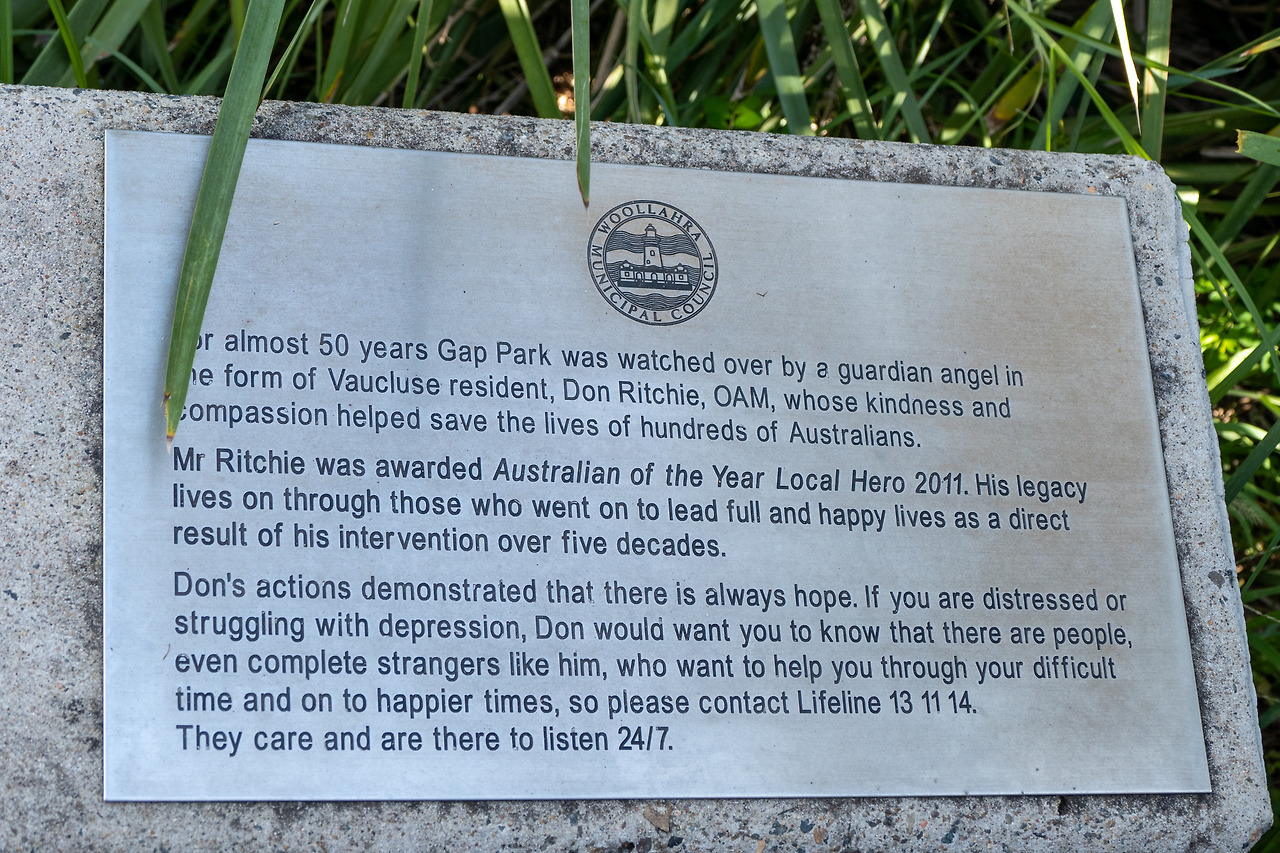 WOOLLAHRA MUNICIPAL COUNCIL
or almost 50 years Gap Park was watched over by a guardian angel in
he form of Vaucluse resident, Don Ritchie, OAM, whose kindness and
compassion helped save the lives of hundreds of Australians.
Mr Ritchie was awarded Australian of the Year Local Hero 2011. His legacy
lives on through those who went on to lead full and happy lives as a direct
result of his intervention over five decades.
Don's actions demonstrated that there is always hope. If you are distressed or
struggling with depression, Don would want you to know that there are people,
even complete strangers like him, who want to help you through your difficult
time and on to happier times, so please contact Lifeline 13 11 14.
They care and are there to listen 24/7.